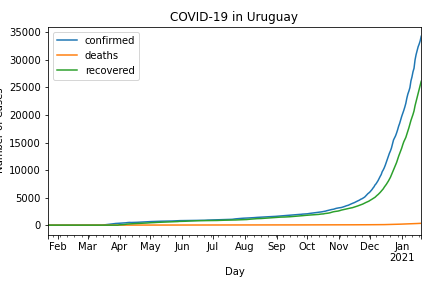 COVID-19 in Uruguay
confirmed
deaths
recovered
35000
30000
25000
20000
15000
10000
5000
0
Feb Mar Apr May Jun Jul Aug Sep Oct Nov Dec Jan
2021
Day